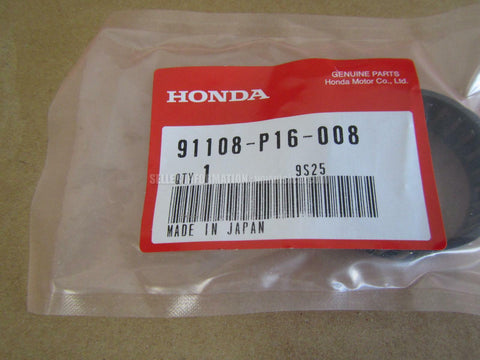 GENUINE PARTS
Honda Motor Co., Ltd.
HONDA
91108-P16-008
QTY 1 9S25
MADE IN JAPAN